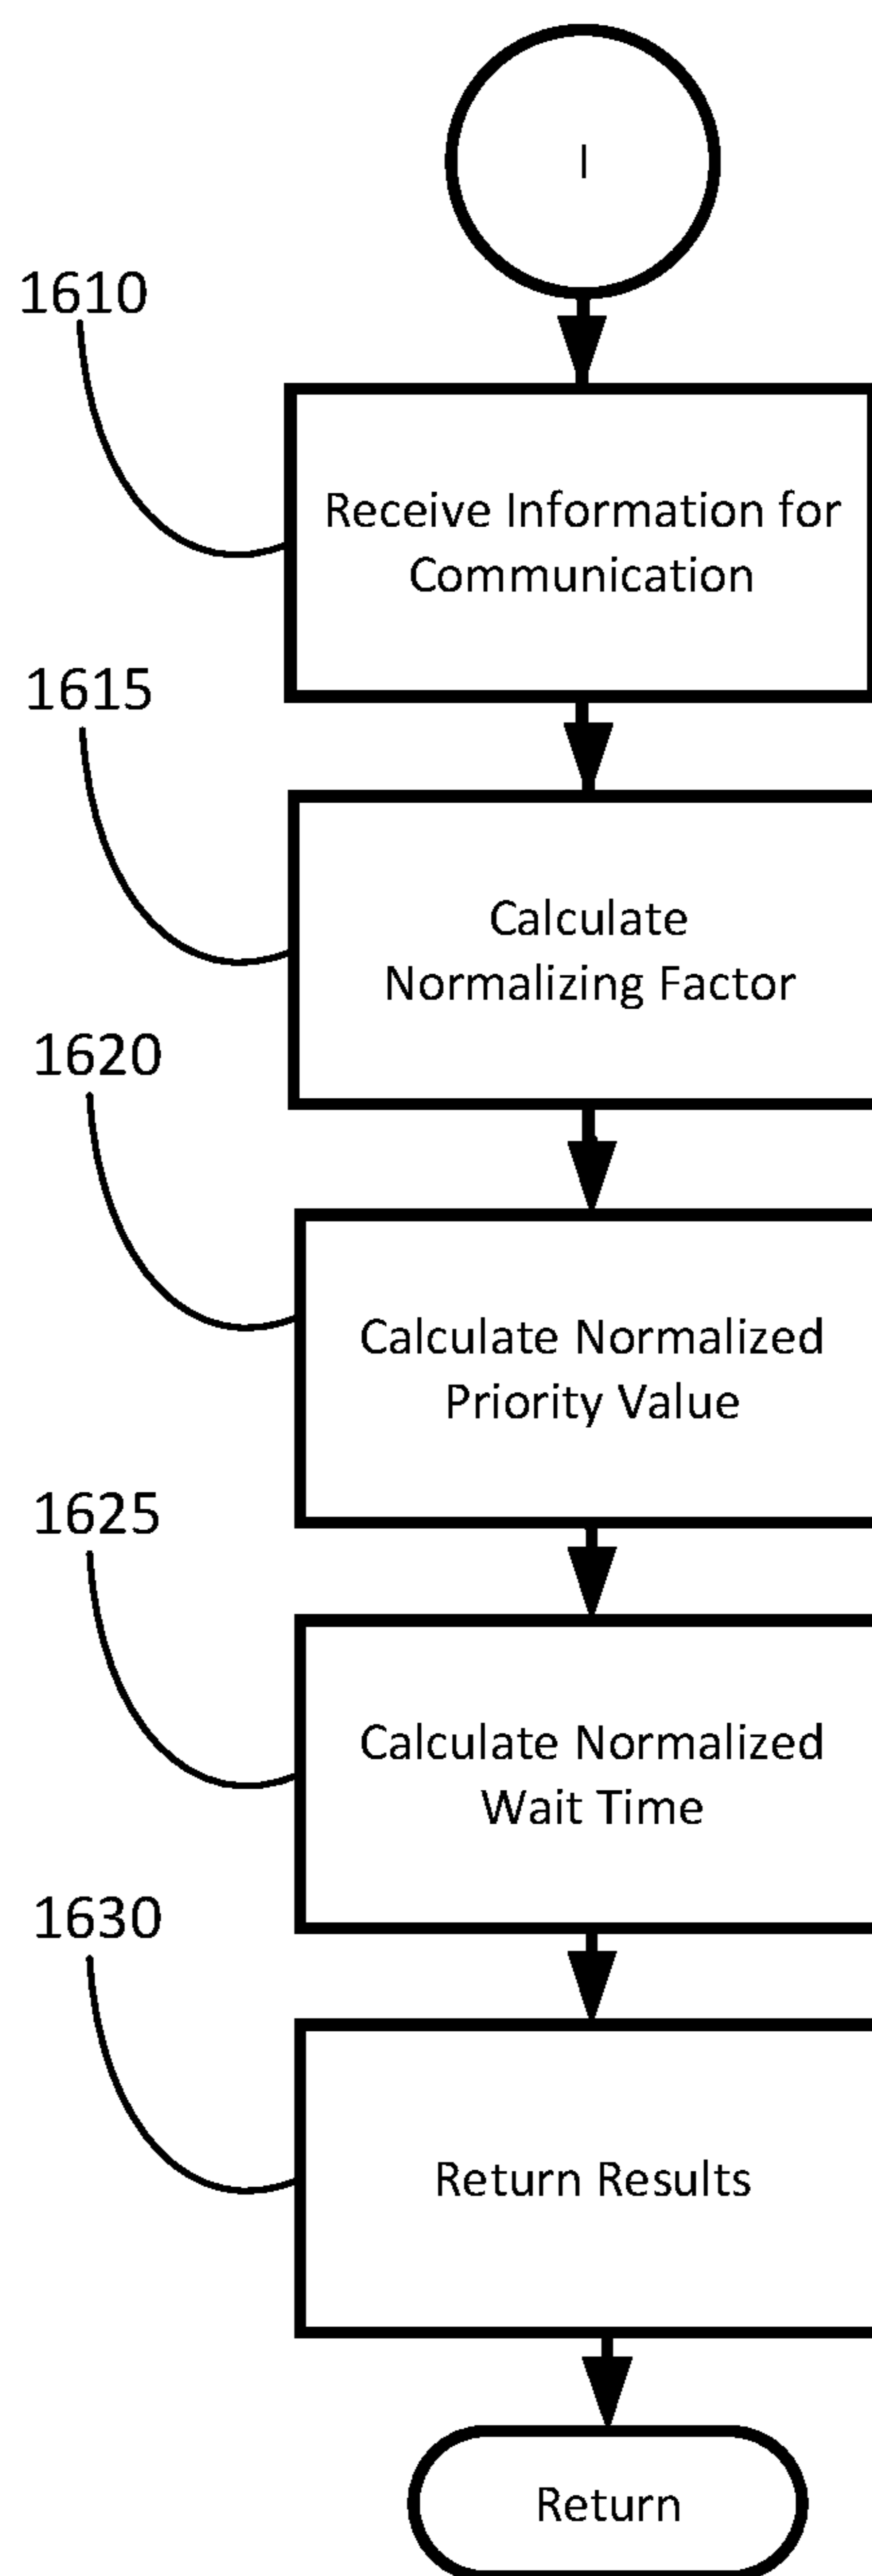 I
1610
Receive Information for
Communication
1615
Calculate
Normalizing Factor
1620
Calculate Normalized
Priority Value
1625
Calculate Normalized
Wait Time
1630
Return Results
Return